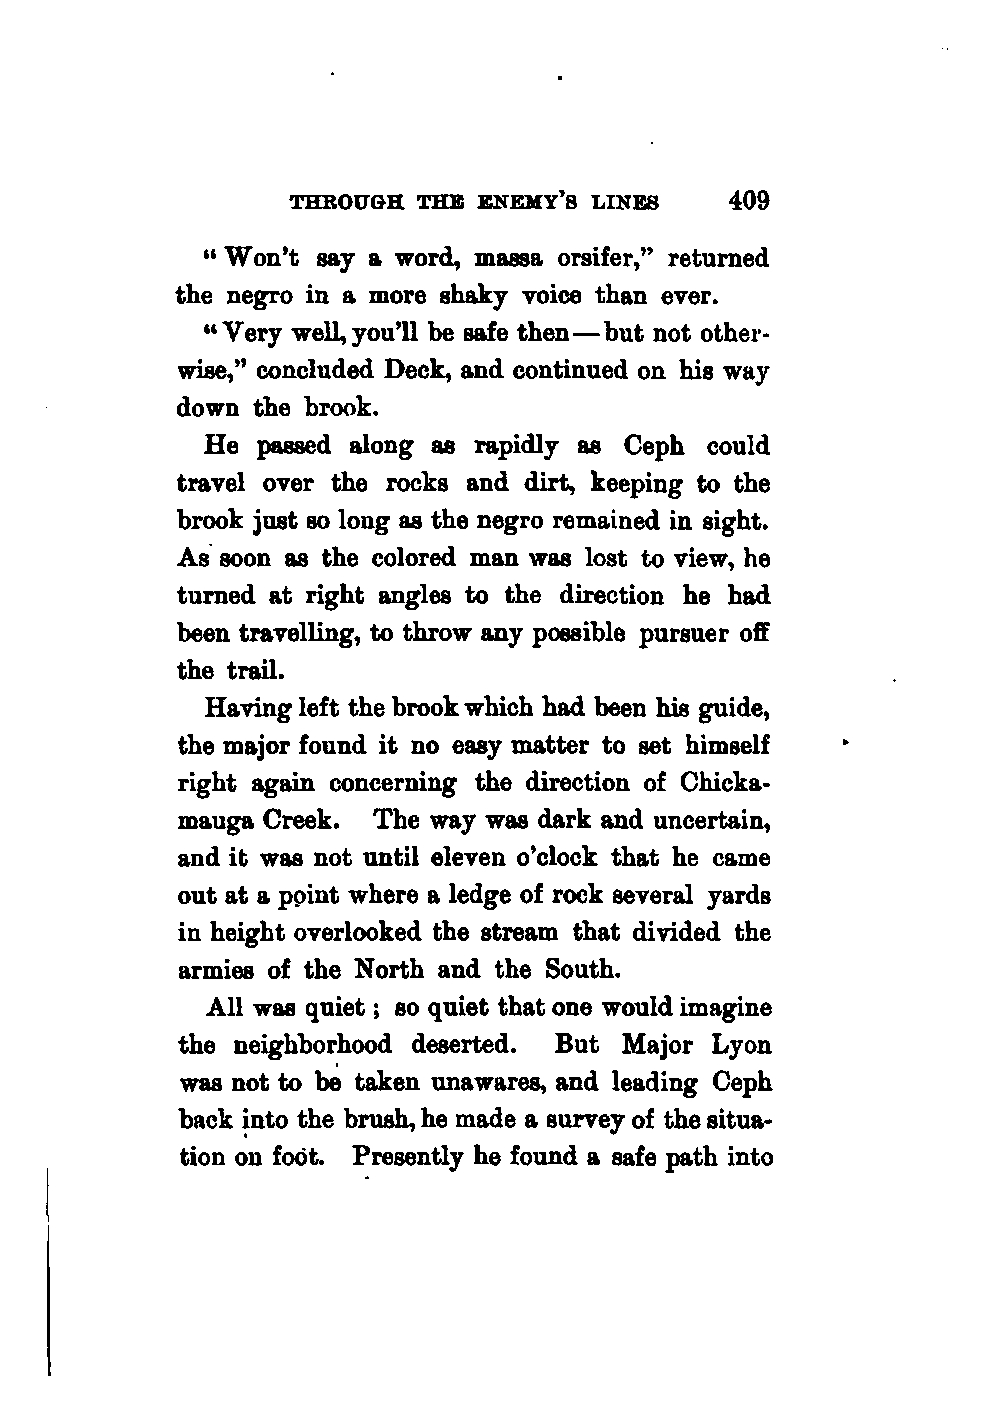 THROUGH THE ENEMY'S LINES 409
"Won't say a word, massa orsifer," returned
the negro in a more shaky voice than ever.
"Very well, you'll be safe then—but not other-
wise," concluded Deck, and continued on his way
down the brook.
He passed along as rapidly as Ceph could
travel over the rocks and dirt, keeping to the
brook just so long as the negro remained in sight.
As soon as the colored man was lost to view, he
turned at right angles to the direction he had
been travelling, to throw any possible pursuer off
the trail.
Having left the brook which had been his guide,
the major found it no easy matter to set himself
right again concerning the direction of Chicka-
mauga Creek. The way was dark and uncertain,
and it was not until eleven o'clock that he came
out at a point where a ledge of rock several yards
in height overlooked the stream that divided the
armies of the North and the South.
All was quiet; so quiet that one would imagine
the neighborhood deserted. But Major Lyon
was not to be taken unawares, and leading Ceph
back into the brush, he made a survey of the situa-
tion on foot. Presently he found a safe path into